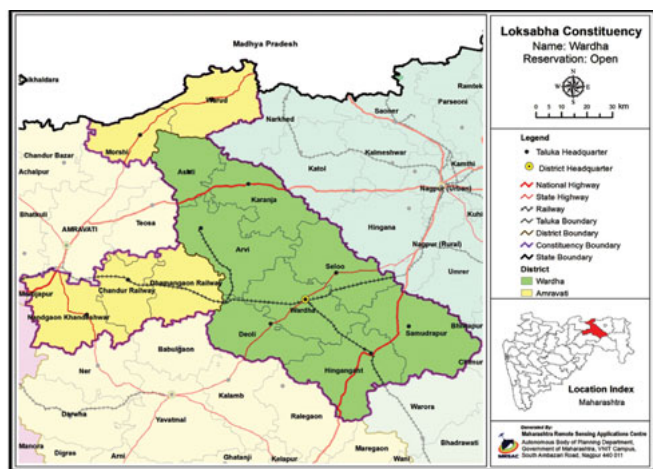 Madhya Pradesh
Warud
Morshi
Narkhed
Saoner
Parseoni
Ramtek
Chandur Bazar
Achalpur
Ashti
Katol
Kalmeshwar
Kamthi
Nagpur (Urban)
Bhatkuli
AMRAVATI
Teosa
Karanja
Hingana
Kuhi
Arvi
Nagpur (Rural)
Umrer
Seloo
Dhamangaon Railway
Chandur Railway
Nandgaon Khandeshwar
Wardha
Deoli
Samudrapur
Bhiwapur
Chimur
Hinganghat
Babulgaon
Ner
Kalamb
Darwha
Yavatmal
Ralegaon
Warora
Manora
Digras
Arni
Ghatanji
Kelapur
Maregaon
Wani
Bhadrawati
Loksabha Constituency
Name: Wardha
Reservation: Open
N
W E
S
0 5 10 20 30
km
Legend
Taluka Headquarter
District Headquarter
National Highway
State Highway
Railway
Taluka Boundary
District Boundary
Constituency Boundary
State Boundary
District
Wardha
Amravati
Location Index
Maharashtra
Generated By:
Maharashtra Remote Sensing Applications Centre
Autonomous Body of Planning Department,
Government of Maharashtra, VNIT Campus,
South Ambazari Road, Nagpur 440 011
MRSAC